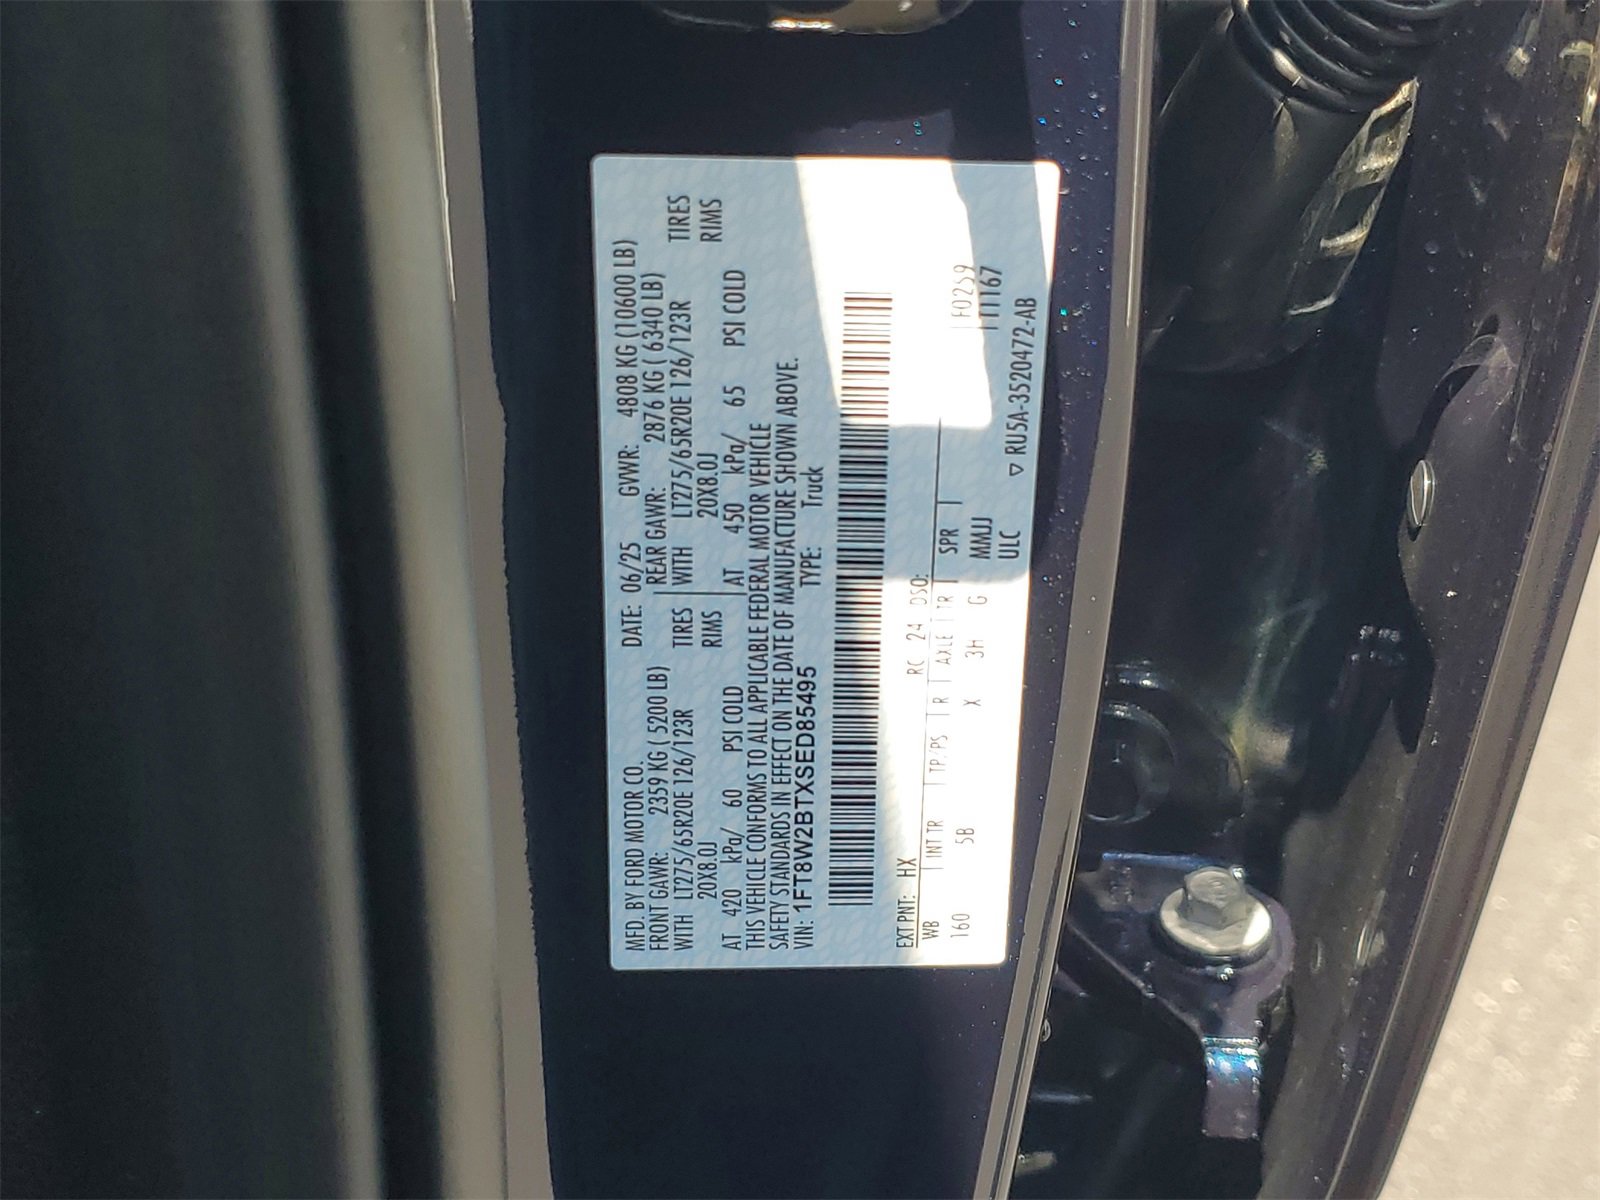 MFD. BY FORD MOTOR CO. DATE: 06/25 GVWR: 4808 KG (10600 LB)
FRONT GAWR: 2359 KG ( 5200 LB) REAR GAWR: 2876 KG ( 6340 LB)
WITH LT275/65R20E 126/123R TIRES WITH LT275/65R20E 126/123R TIRES
20X8.0J RIMS 20X8.0J RIMS
AT 420 kPa/ 60 PSI COLD AT 450 kPa/ 65 PSI COLD
THIS VEHICLE CONFORMS TO ALL APPLICABLE FEDERAL MOTOR VEHICLE
SAFETY STANDARDS IN EFFECT ON THE DATE OF MANUFACTURE SHOWN ABOVE.
VIN: 1FT8W2BTXSED85495 TYPE: Truck
EXT PNT: HX RC: 24 DSO:
WB INT TR TP/PS R AXLE TR SPR F0259
160 5B X 3H G MMJJ 11167
ULC ▽ RU5A-3520472-AB